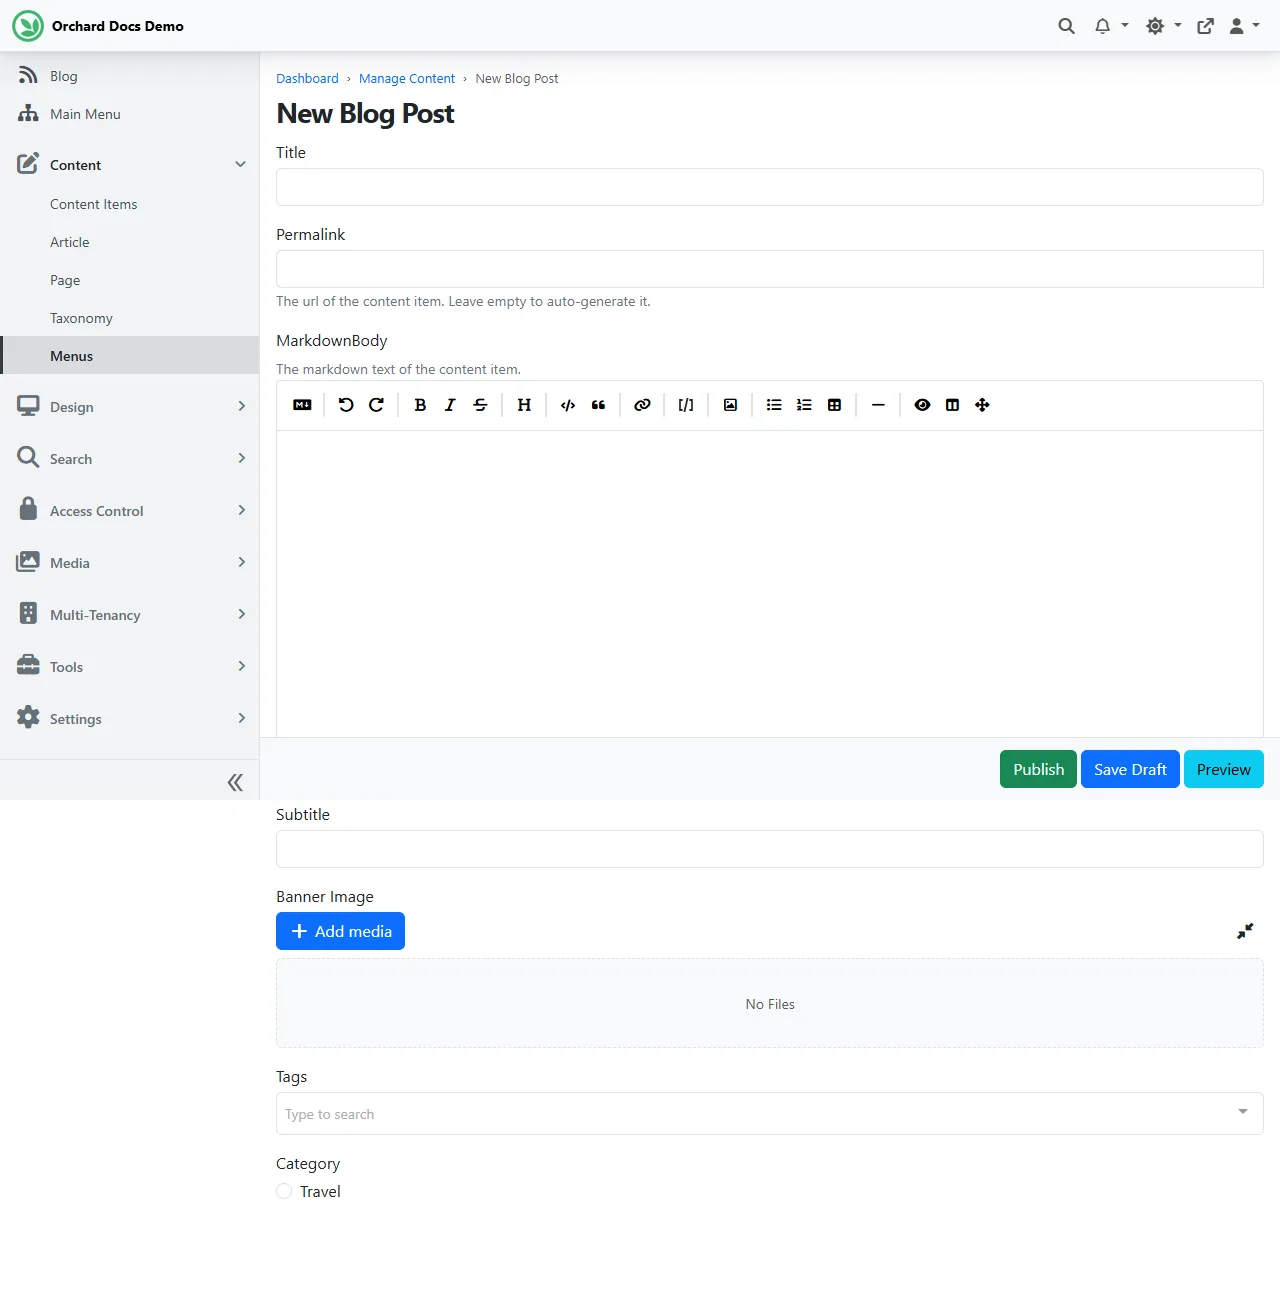 Orchard Docs Demo
Blog
Main Menu
Content
Content Items
Article
Page
Taxonomy
Menus
Design
Search
Access Control
Media
Multi-Tenancy
Tools
Settings
Dashboard › Manage Content › New Blog Post
New Blog Post
Title
Permalink
The url of the content item. Leave empty to auto-generate it.
MarkdownBody
The markdown text of the content item.
Publish Save Draft Preview
Subtitle
Banner Image
Add media
No Files
Tags
Type to search
Category
Travel